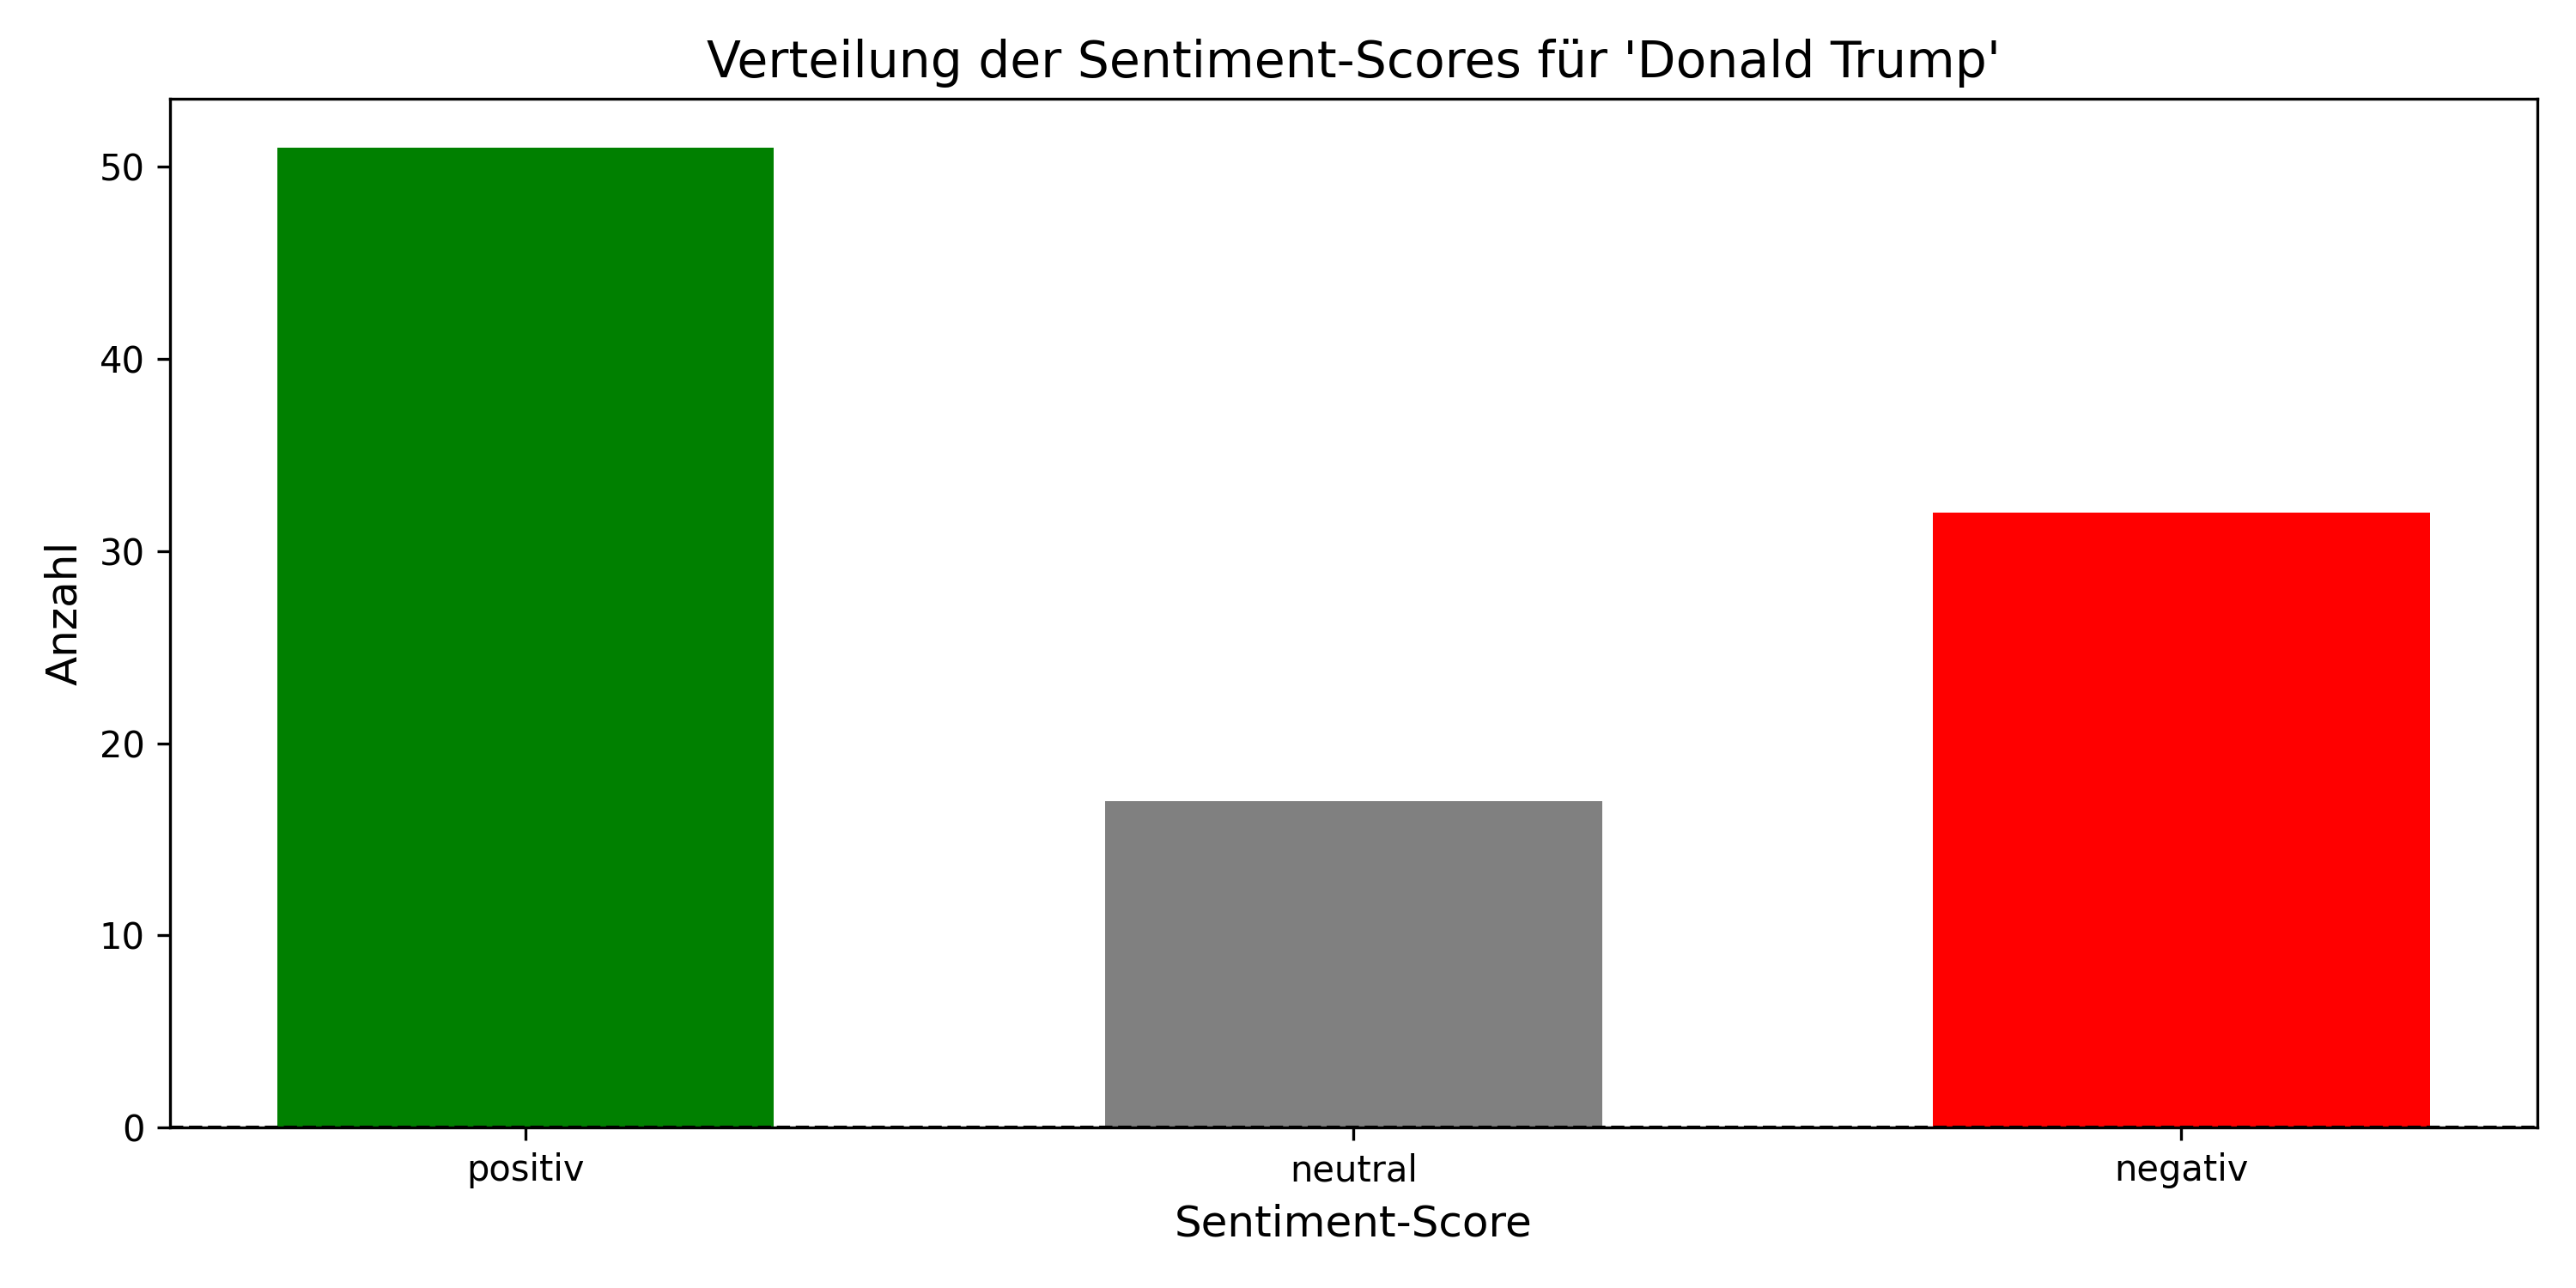 Verteilung der Sentiment-Scores für 'Donald Trump'
Anzahl
50
40
30
20
10
0
positiv
neutral
negativ
Sentiment-Score